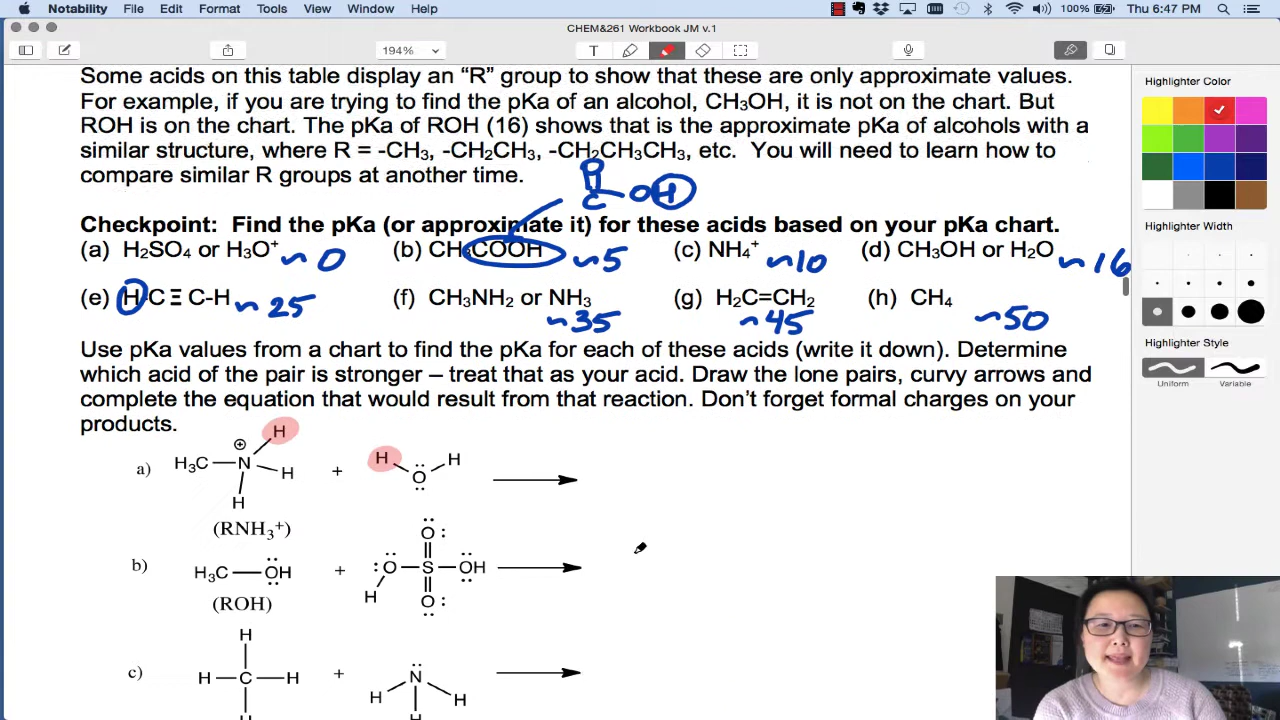 Notability File Edit Format Tools View Window Help 100% Thu 6:47 PM
CHEM&261 Workbook JM v.1
194% T
Some acids on this table display an “R” group to show that these are only approximate values.
For example, if you are trying to find the pKa of an alcohol, CH₃OH, it is not on the chart. But
ROH is on the chart. The pKa of ROH (16) shows that is the approximate pKa of alcohols with a
similar structure, where R = -CH₃, -CH₂CH₃, -CH₂CH₃CH₃, etc. You will need to learn how to
compare similar R groups at another time.
O
C OH
Checkpoint: Find the pKa (or approximate it) for these acids based on your pKa chart.
(a) H₂SO₄ or H₃O⁺ ~0 (b) CH₃COOH ~5 (c) NH₄⁺ ~10 (d) CH₃OH or H₂O ~16
(e) H-C Ξ C-H ~25 (f) CH₃NH₂ or NH₃ ~35 (g) H₂C=CH₂ ~45 (h) CH₄ ~50
Use pKa values from a chart to find the pKa for each of these acids (write it down). Determine
which acid of the pair is stronger – treat that as your acid. Draw the lone pairs, curvy arrows and
complete the equation that would result from that reaction. Don’t forget formal charges on your
products.
a) H₃C N ⊕ H H H + H O H
(RNH₃⁺)
b) H₃C OH + O S OH O O H
(ROH)
c) H H C H H + H N H H
Highlighter Color
Highlighter Width
Highlighter Style
Uniform Variable